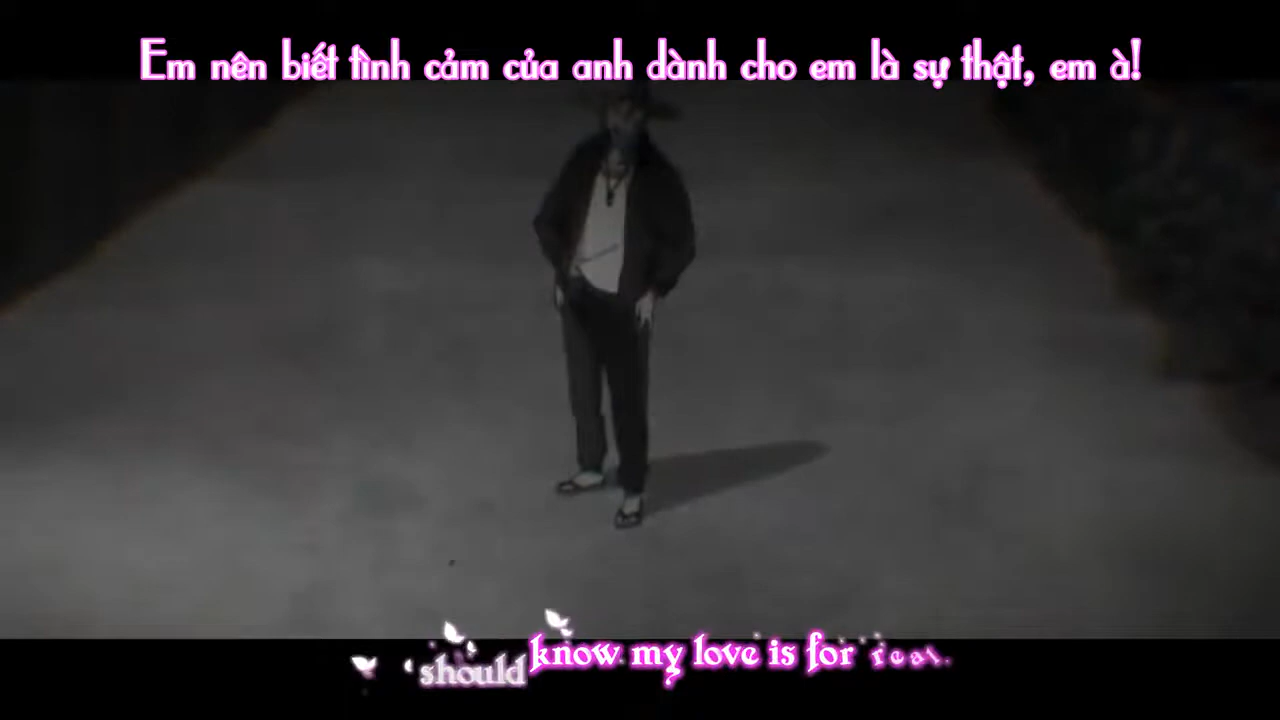 Em nên biết tình cảm của anh dành cho em là sự thật, em à!
should know my love is for real.